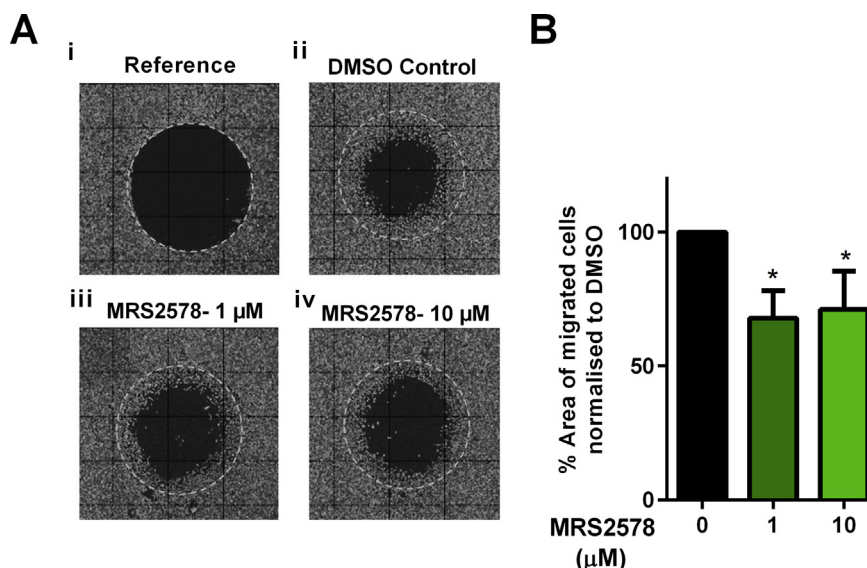 A
i
Reference
ii
DMSO Control
iii
MRS2578- 1 µM
iv
MRS2578- 10 µM
B
% Area of migrated cells
normalised to DMSO
100
50
0
*
*
MRS2578
(µM)
0 1 10